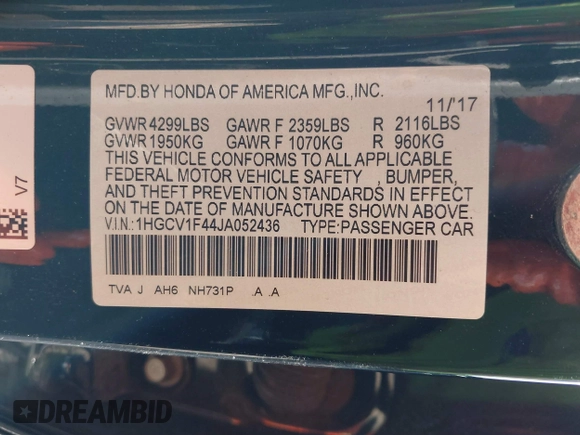 MFD.BY HONDA OF AMERICA MFG.,INC.
11/'17
GVWR 4299LBS GAWR F 2359LBS R 2116LBS
GVWR 1950KG GAWR F 1070KG R 960KG
THIS VEHICLE CONFORMS TO ALL APPLICABLE
FEDERAL MOTOR VEHICLE SAFETY , BUMPER,
AND THEFT PREVENTION STANDARDS IN EFFECT
ON THE DATE OF MANUFACTURE SHOWN ABOVE.
V.I.N.:1HGCV1F44JA052436 TYPE:PASSENGER CAR
TVA J AH6 NH731P .A .A
V7
DREAMBID